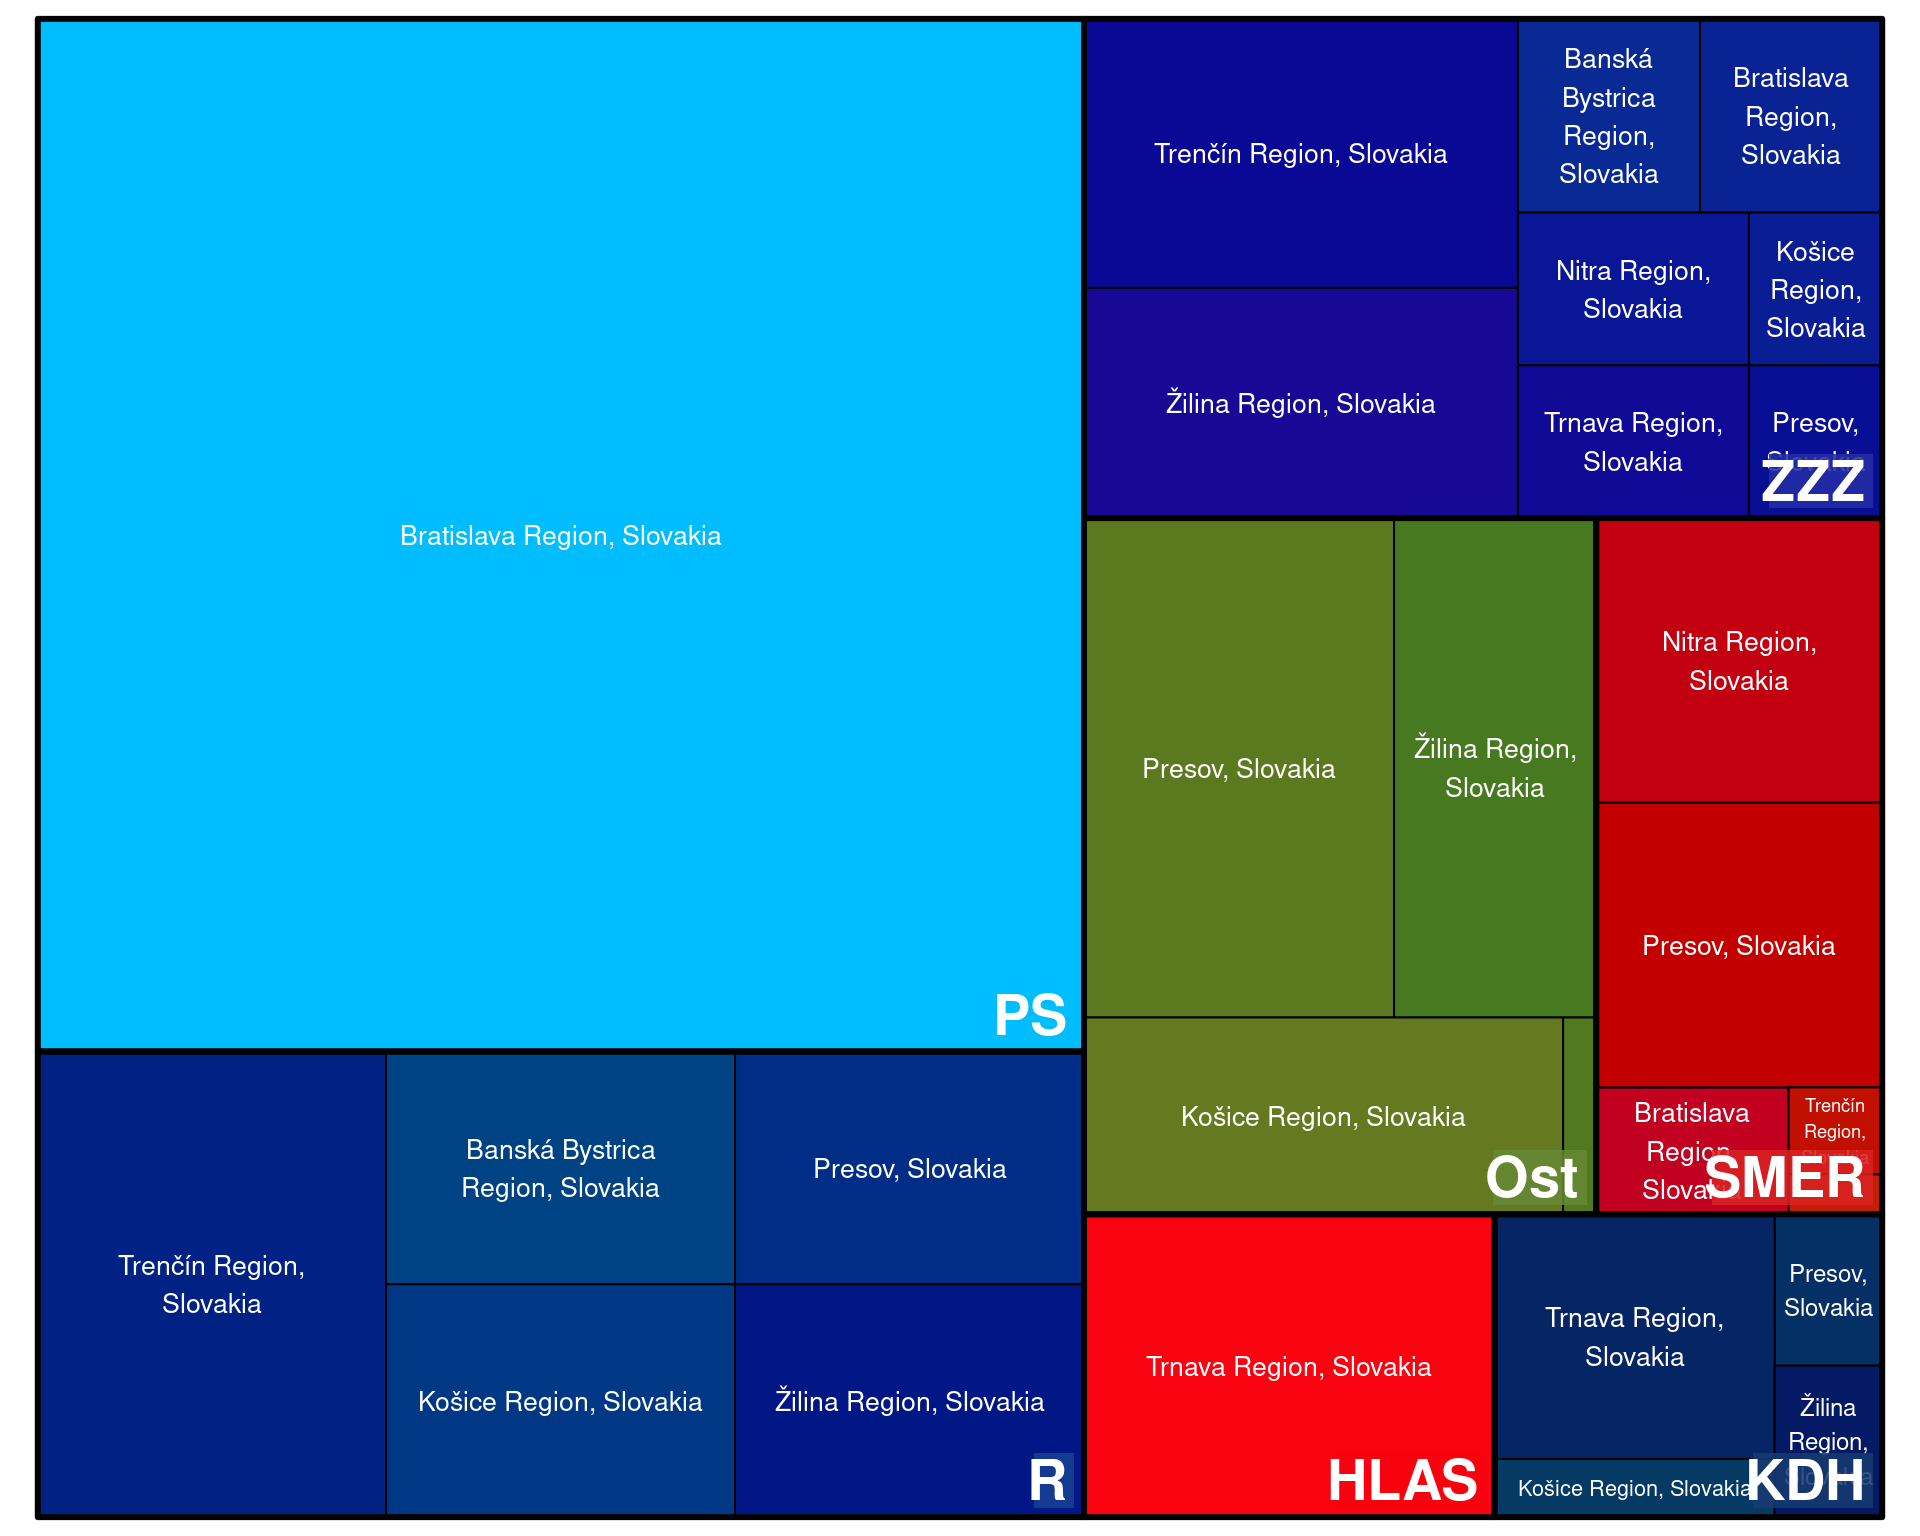 Bratislava Region, Slovakia
PS
Trenčín Region,
Slovakia
Banská Bystrica
Region, Slovakia
Presov, Slovakia
Košice Region, Slovakia
Žilina Region, Slovakia
R
Trenčín Region, Slovakia
Žilina Region, Slovakia
Banská
Bystrica
Region,
Slovakia
Bratislava
Region,
Slovakia
Nitra Region,
Slovakia
Košice
Region,
Slovakia
Trnava Region,
Slovakia
Presov,
ZZZ
Presov, Slovakia
Žilina Region,
Slovakia
Košice Region, Slovakia
Ost
Nitra Region,
Slovakia
Presov, Slovakia
Bratislava
Region
Trenčín
Region,
SMER
Trnava Region, Slovakia
HLAS
Trnava Region,
Slovakia
Presov,
Slovakia
Žilina
Region,
Košice Region, Slovakia
KDH